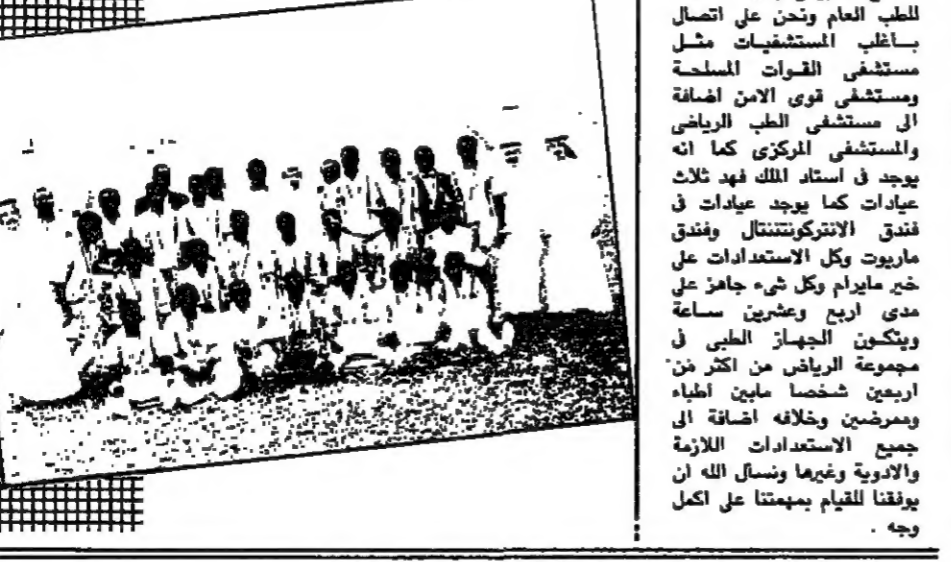 للطب العام ونحن على اتصال
بأغلب المستشفيات مثل
مستشفى القوات المسلحة
ومستشفى قوى الامن اضافة
الى مستشفى الطب الرياضى
والمستشفى المركزى كما انه
يوجد فى استاد الملك فهد ثلاث
عيادات كما يوجد عيادات فى
فندق الانتركونتننتال وفندق
ماريوت وكل الاستعدادات على
خير مايرام وكل شىء جاهز على
مدى اربع وعشرين ساعة
ويتكون الجهاز الطبى فى
مجموعة الرياض من اكثر من
اربعين شخصا مابين اطباء
وممرضين وخلافه اضافة الى
جميع الاستعدادات اللازمة
والادوية وغيرها ونسأل الله ان
يوفقنا للقيام بمهمتنا على اكمل
وجه .